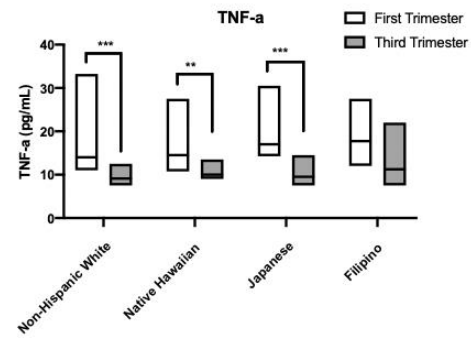 TNF-a
First Trimester
Third Trimester
TNF-a (pg/mL)
40
30
20
10
0
***
**
***
Non-Hispanic White
Native Hawaiian
Japanese
Filipino